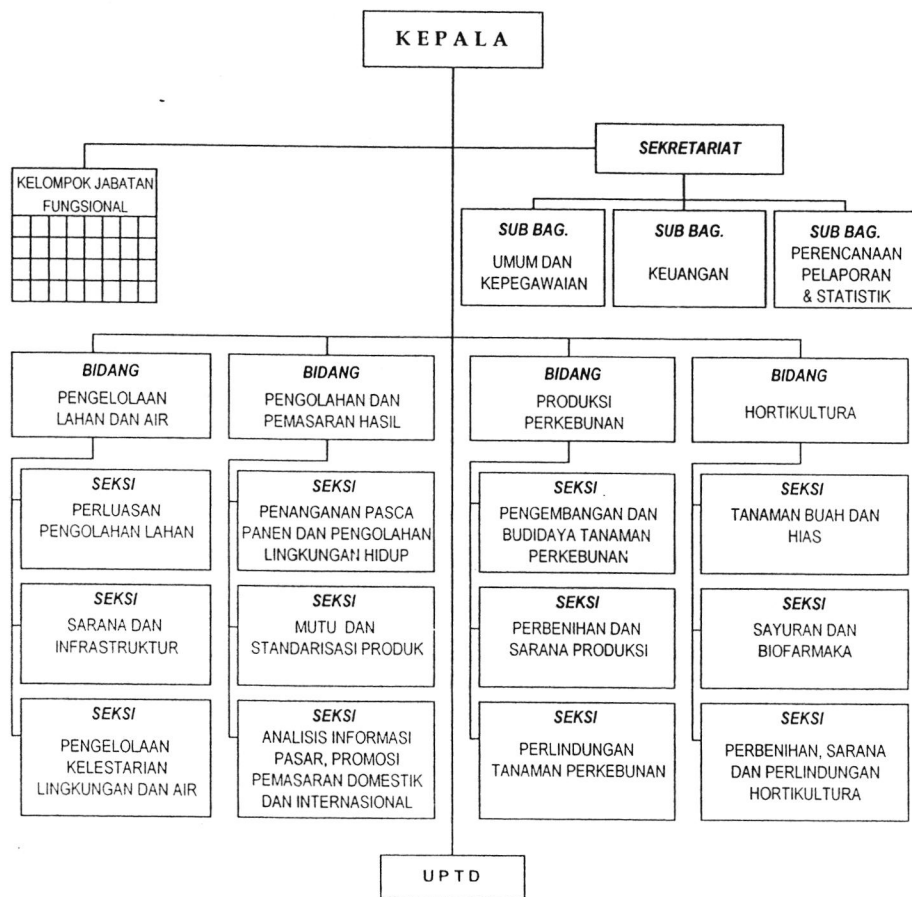 KEPALA
SEKRETARIAT
KELOMPOK JABATAN
FUNGSIONAL
SUB BAG.
UMUM DAN
KEPEGAWAIAN
SUB BAG.
KEUANGAN
SUB BAG.
PERENCANAAN
PELAPORAN
& STATISTIK
BIDANG
PENGELOLAAN
LAHAN DAN AIR
BIDANG
PENGOLAHAN DAN
PEMASARAN HASIL
BIDANG
PRODUKSI
PERKEBUNAN
BIDANG
HORTIKULTURA
SEKSI
PERLUASAN
PENGOLAHAN LAHAN
SEKSI
PENANGANAN PASCA
PANEN DAN PENGOLAHAN
LINGKUNGAN HIDUP
SEKSI
PENGEMBANGAN DAN
BUDIDAYA TANAMAN
PERKEBUNAN
SEKSI
TANAMAN BUAH DAN
HIAS
SEKSI
SARANA DAN
INFRASTRUKTUR
SEKSI
MUTU DAN
STANDARISASI PRODUK
SEKSI
PERBENIHAN DAN
SARANA PRODUKSI
SEKSI
SAYURAN DAN
BIOFARMAKA
SEKSI
PENGELOLAAN
KELESTARIAN
LINGKUNGAN DAN AIR
SEKSI
ANALISIS INFORMASI
PASAR, PROMOSI
PEMASARAN DOMESTIK
DAN INTERNASIONAL
SEKSI
PERLINDUNGAN
TANAMAN PERKEBUNAN
SEKSI
PERBENIHAN, SARANA
DAN PERLINDUNGAN
HORTIKULTURA
UPTD